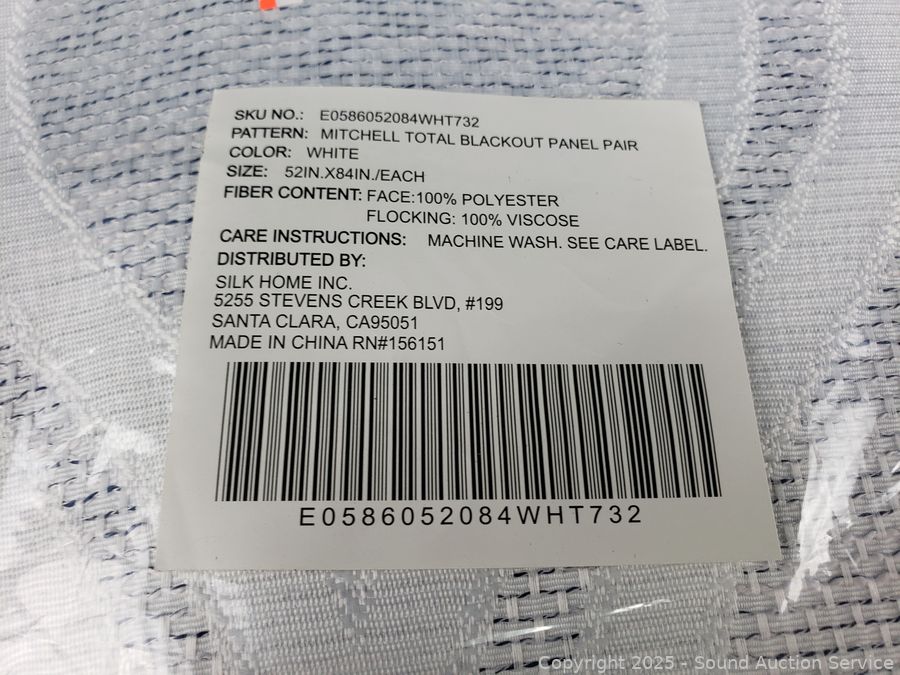 SKU NO.: E0586052084WHT732
PATTERN: MITCHELL TOTAL BLACKOUT PANEL PAIR
COLOR: WHITE
SIZE: 52IN.X84IN./EACH
FIBER CONTENT: FACE:100% POLYESTER
FLOCKING: 100% VISCOSE
CARE INSTRUCTIONS: MACHINE WASH. SEE CARE LABEL.
DISTRIBUTED BY:
SILK HOME INC.
5255 STEVENS CREEK BLVD, #199
SANTA CLARA, CA95051
MADE IN CHINA RN#156151
E0586052084WHT732
Copyright 2025 - Sound Auction Service